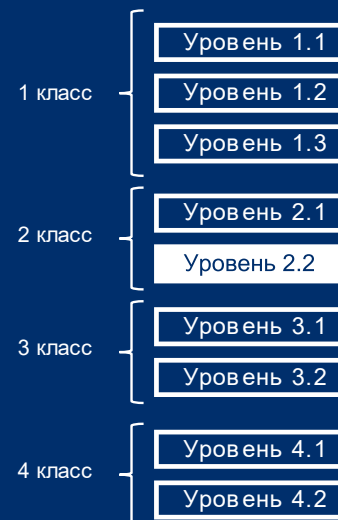 1 класс
Уровень 1.1
Уровень 1.2
Уровень 1.3
2 класс
Уровень 2.1
Уровень 2.2
3 класс
Уровень 3.1
Уровень 3.2
4 класс
Уровень 4.1
Уровень 4.2